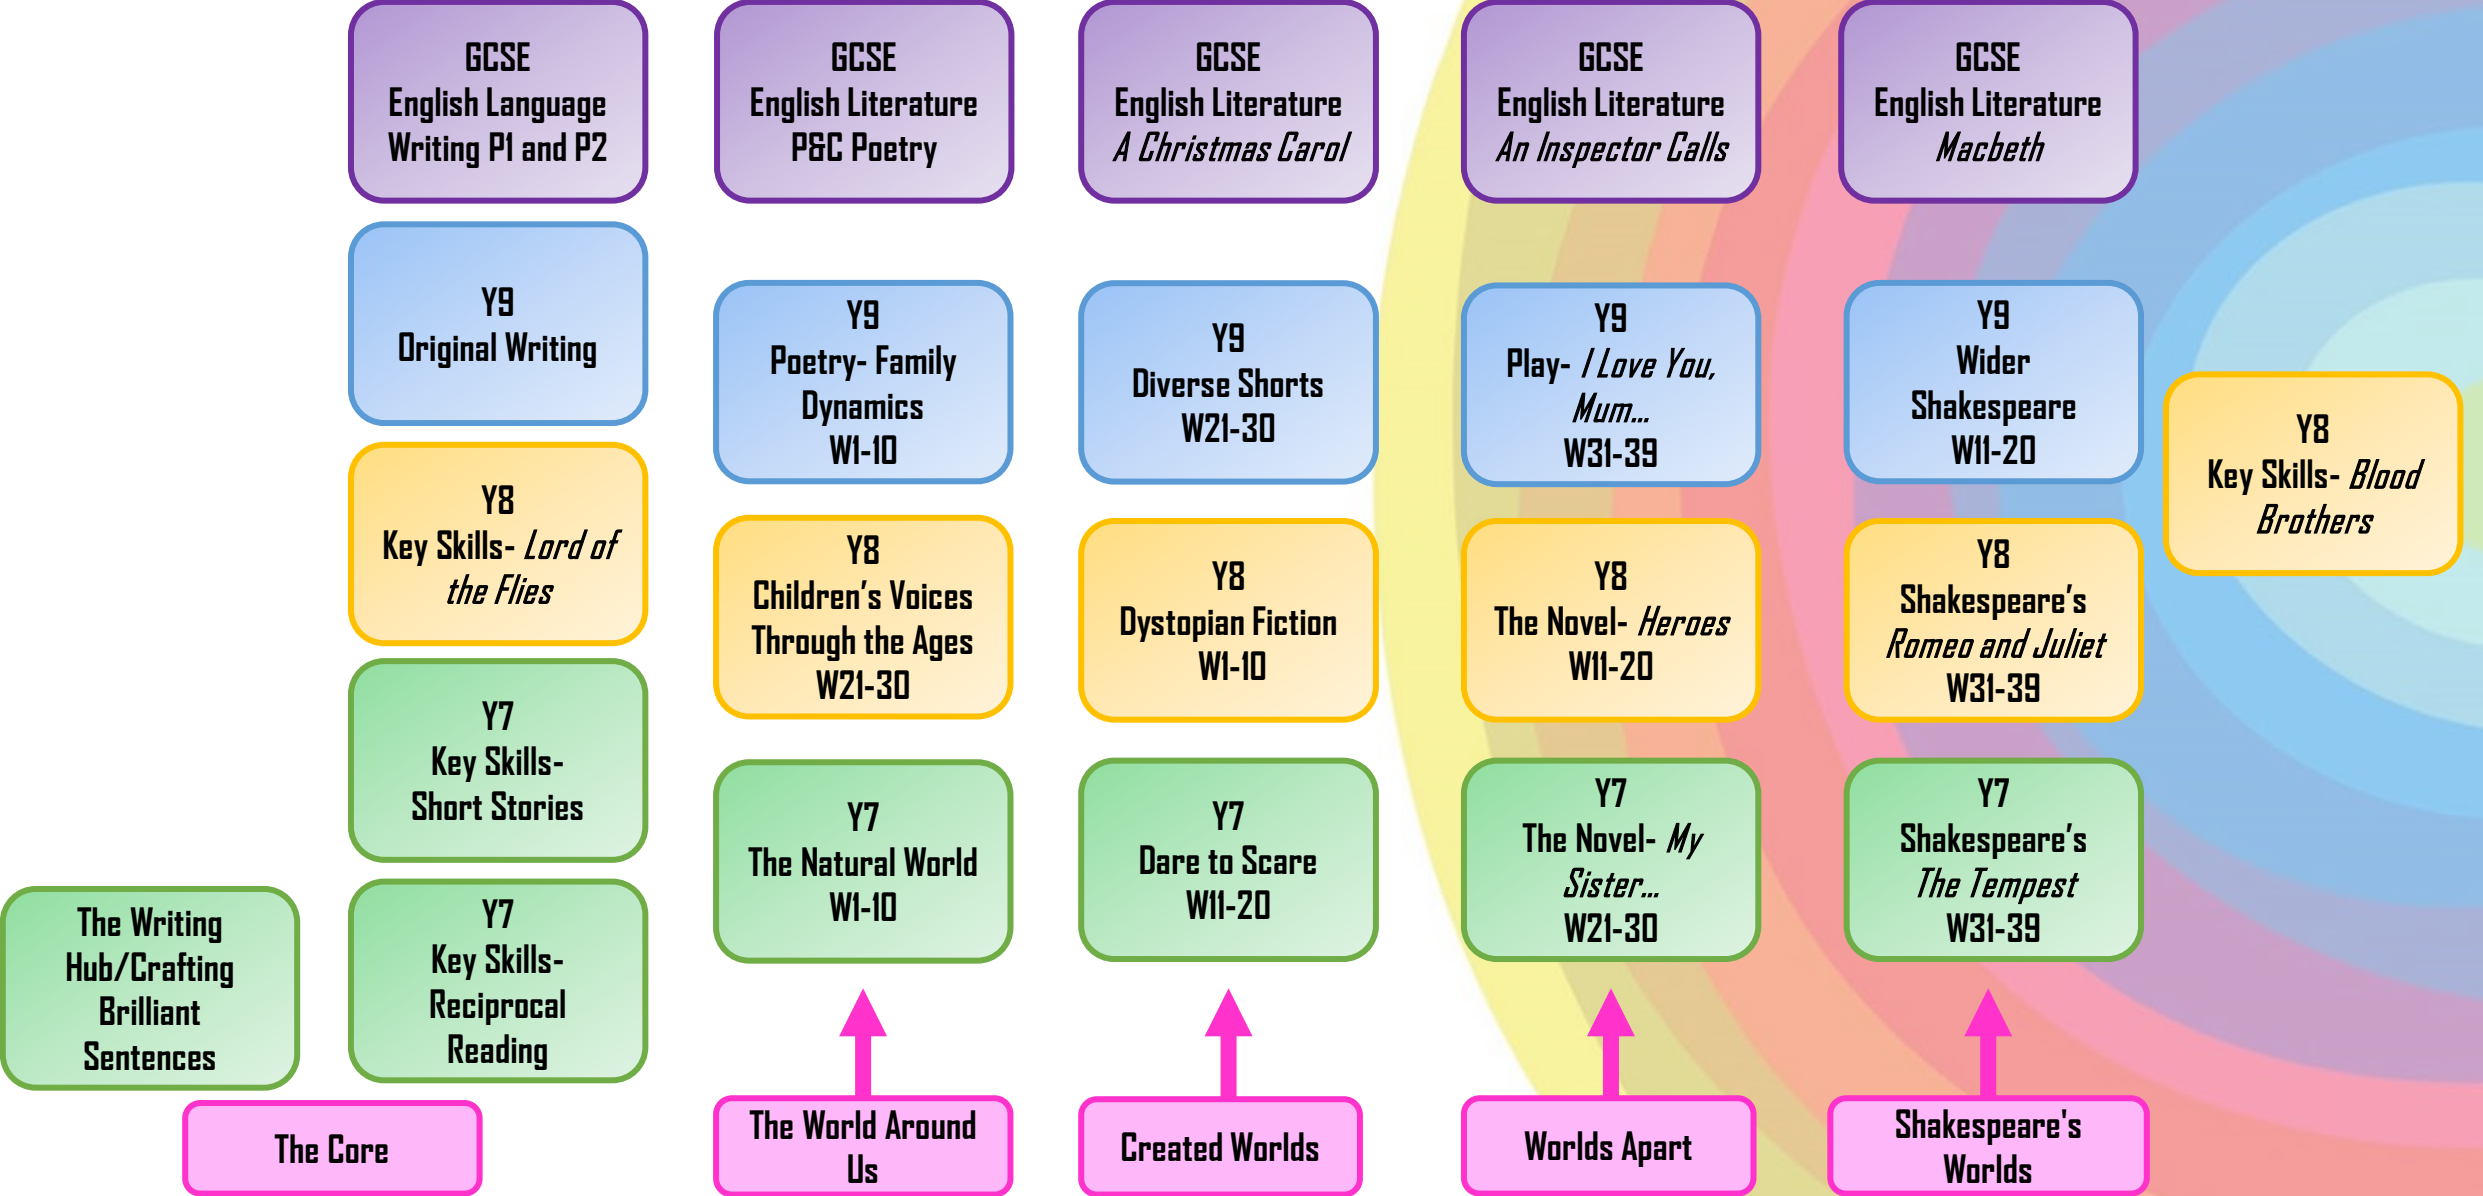 GCSE
English Language
Writing P1 and P2
GCSE
English Literature
P&C Poetry
GCSE
English Literature
A Christmas Carol
GCSE
English Literature
An Inspector Calls
GCSE
English Literature
Macbeth
Y9
Original Writing
Y9
Poetry- Family
Dynamics
W1-10
Y9
Diverse Shorts
W21-30
Y9
Play- I Love You,
Mum...
W31-39
Y9
Wider
Shakespeare
W11-20
Y8
Key Skills- Blood
Brothers
Y8
Key Skills- Lord of
the Flies
Y8
Children's Voices
Through the Ages
W21-30
Y8
Dystopian Fiction
W1-10
Y8
The Novel- Heroes
W11-20
Y8
Shakespeare's
Romeo and Juliet
W31-39
Y7
Key Skills-
Short Stories
Y7
The Natural World
W1-10
Y7
Dare to Scare
W11-20
Y7
The Novel- My
Sister...
W21-30
Y7
Shakespeare's
The Tempest
W31-39
The Writing
Hub/Crafting
Brilliant
Sentences
Y7
Key Skills-
Reciprocal
Reading
The Core
The World Around
Us
Created Worlds
Worlds Apart
Shakespeare's
Worlds